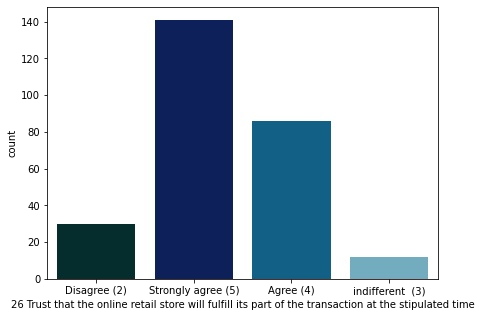 140
120
100
80
60
40
20
0
count
Disagree (2) Strongly agree (5) Agree (4) indifferent  (3)
26 Trust that the online retail store will fulfill its part of the transaction at the stipulated time